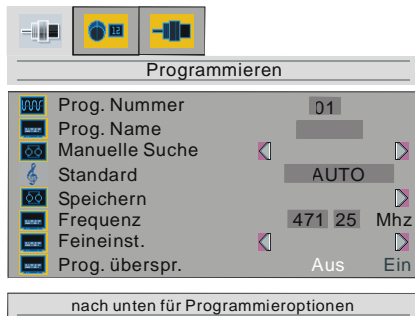 12
Programmieren
Prog. Nummer 01
Prog. Name
Manuelle Suche
Standard AUTO
Speichern
Frequenz 471 25 Mhz
Feineinst.
Prog. überspr. Aus Ein
nach unten für Programmieroptionen